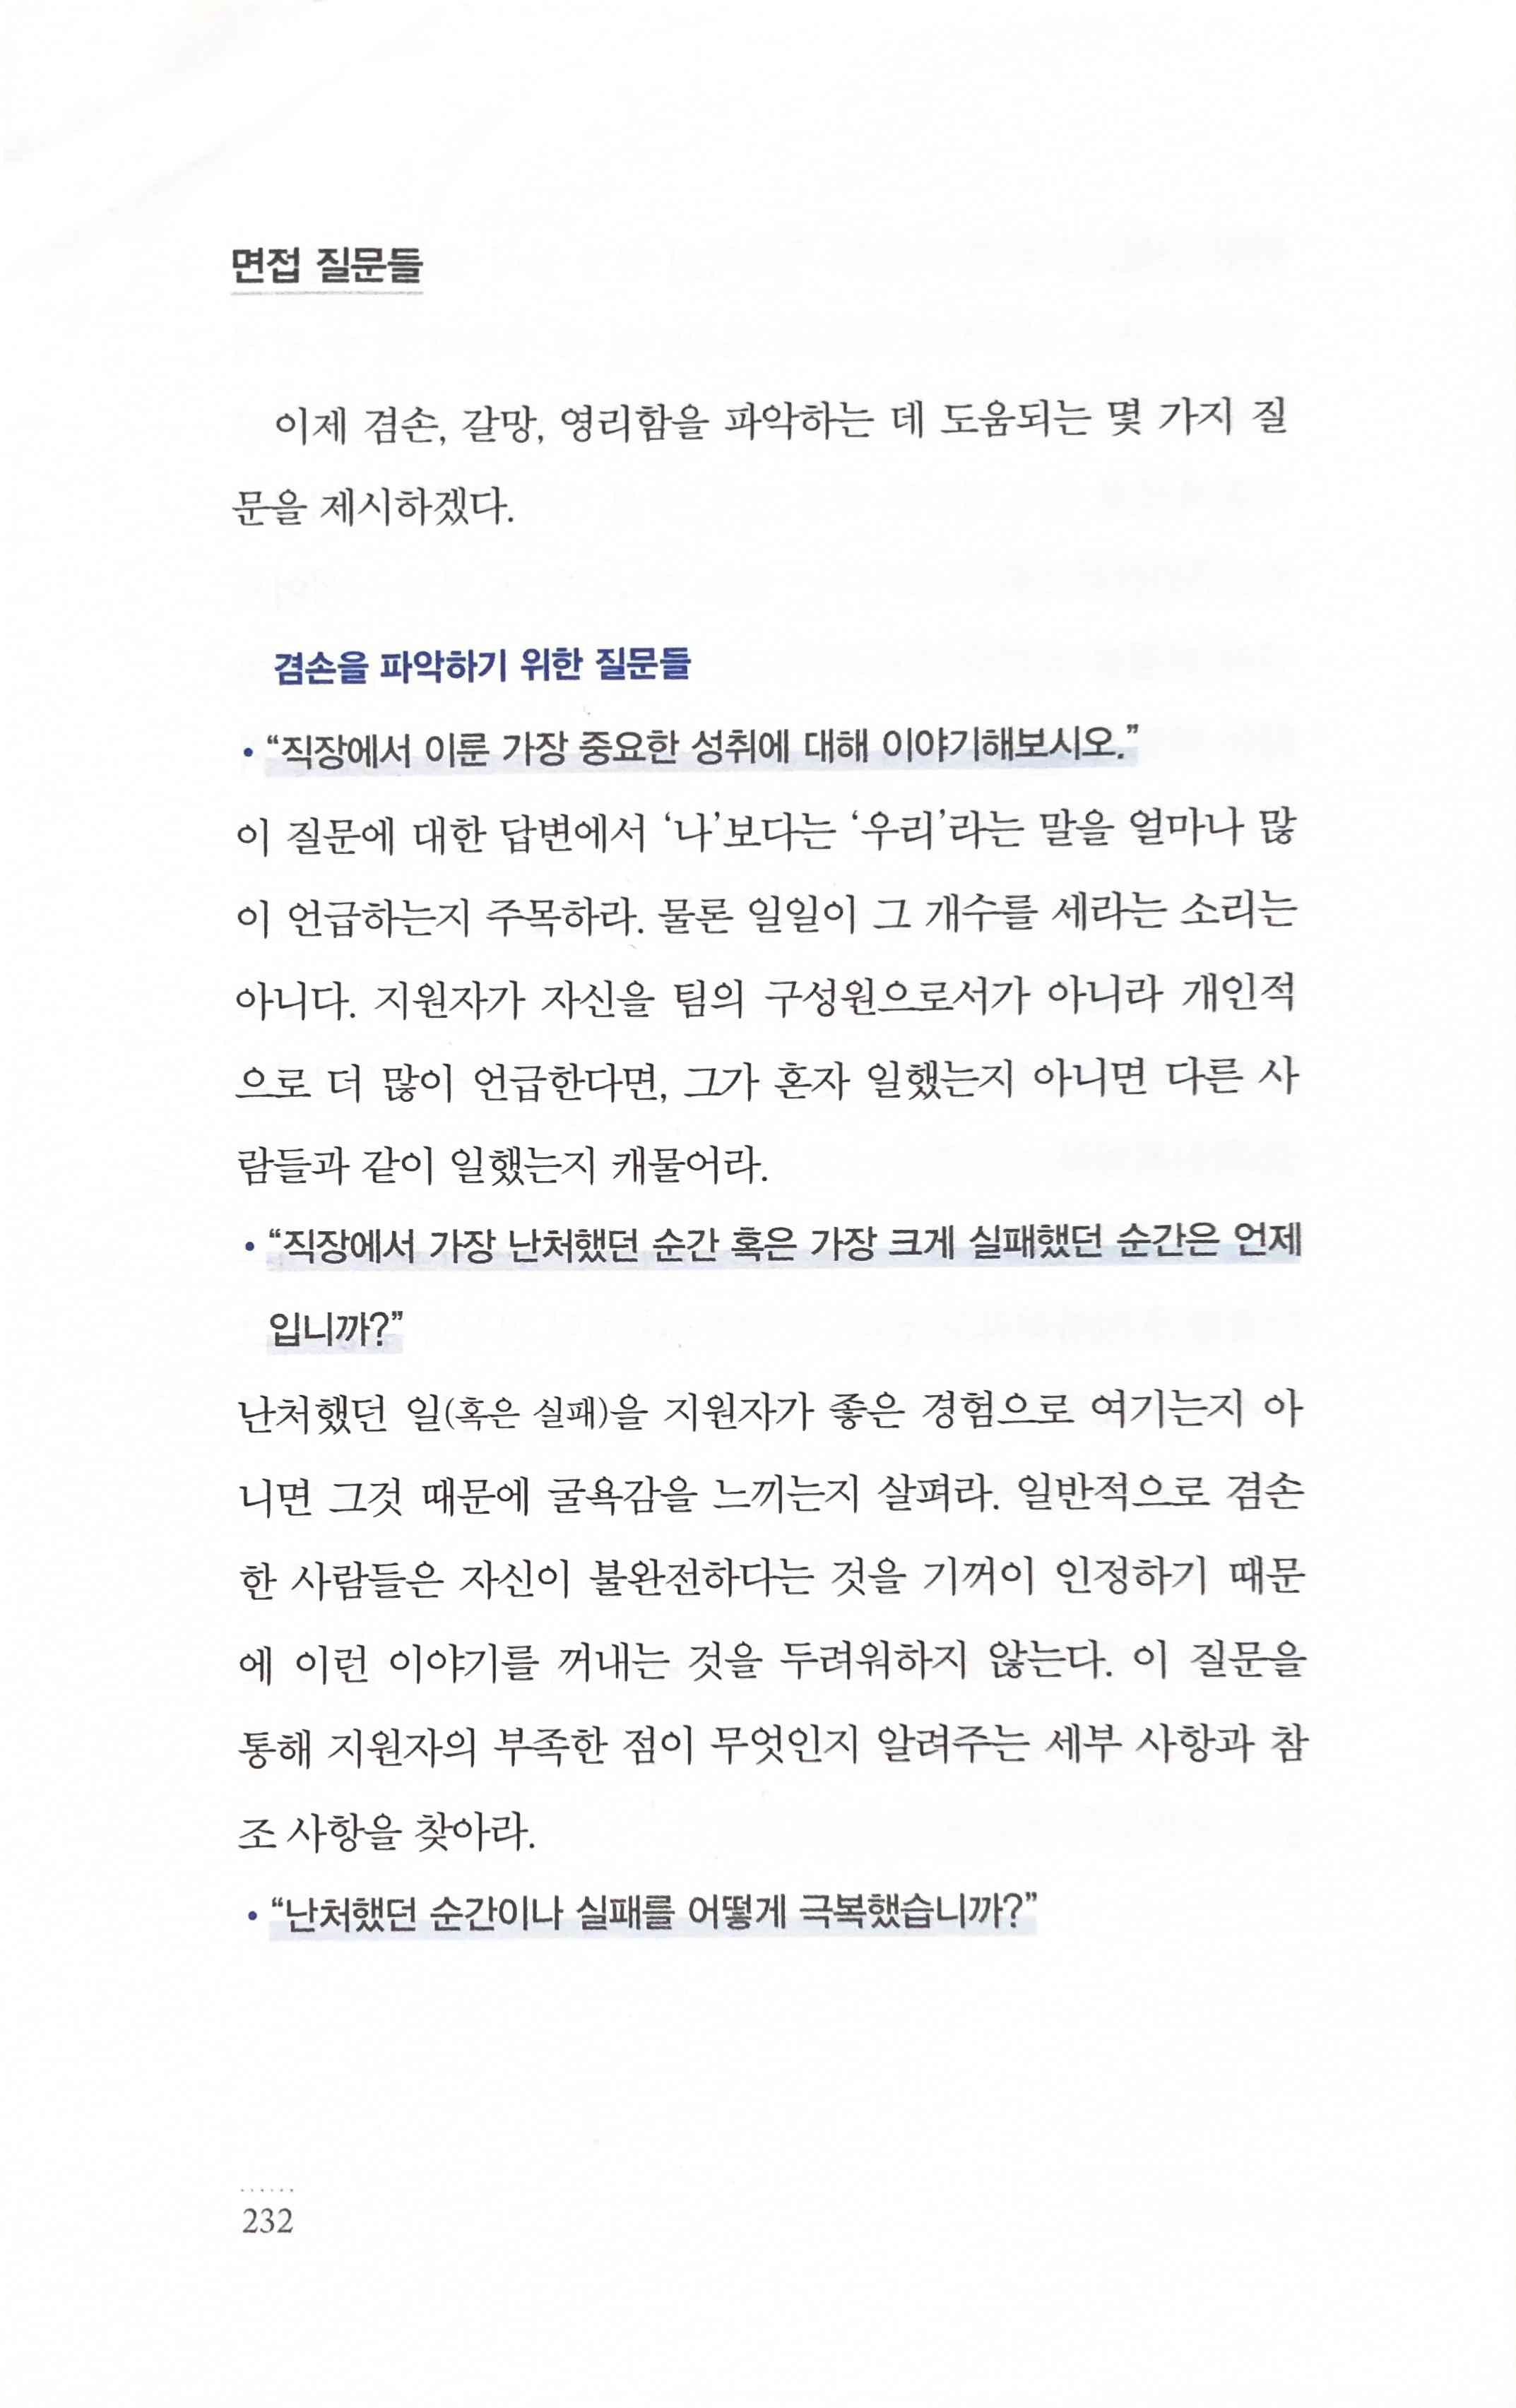 면접 질문들
이제 겸손, 갈망, 영리함을 파악하는 데 도움되는 몇 가지 질
문을 제시하겠다.
겸손을 파악하기 위한 질문들
• “직장에서 이룬 가장 중요한 성취에 대해 이야기해보시오.”
이 질문에 대한 답변에서 ‘나’보다는 ‘우리’라는 말을 얼마나 많
이 언급하는지 주목하라. 물론 일일이 그 개수를 세라는 소리는
아니다. 지원자가 자신을 팀의 구성원으로서가 아니라 개인적
으로 더 많이 언급한다면, 그가 혼자 일했는지 아니면 다른 사
람들과 같이 일했는지 캐물어라.
• “직장에서 가장 난처했던 순간 혹은 가장 크게 실패했던 순간은 언제
입니까?”
난처했던 일(혹은 실패)을 지원자가 좋은 경험으로 여기는지 아
니면 그것 때문에 굴욕감을 느끼는지 살펴라. 일반적으로 겸손
한 사람들은 자신이 불완전하다는 것을 기꺼이 인정하기 때문
에 이런 이야기를 꺼내는 것을 두려워하지 않는다. 이 질문을
통해 지원자의 부족한 점이 무엇인지 알려주는 세부 사항과 참
조 사항을 찾아라.
• “난처했던 순간이나 실패를 어떻게 극복했습니까?”
232